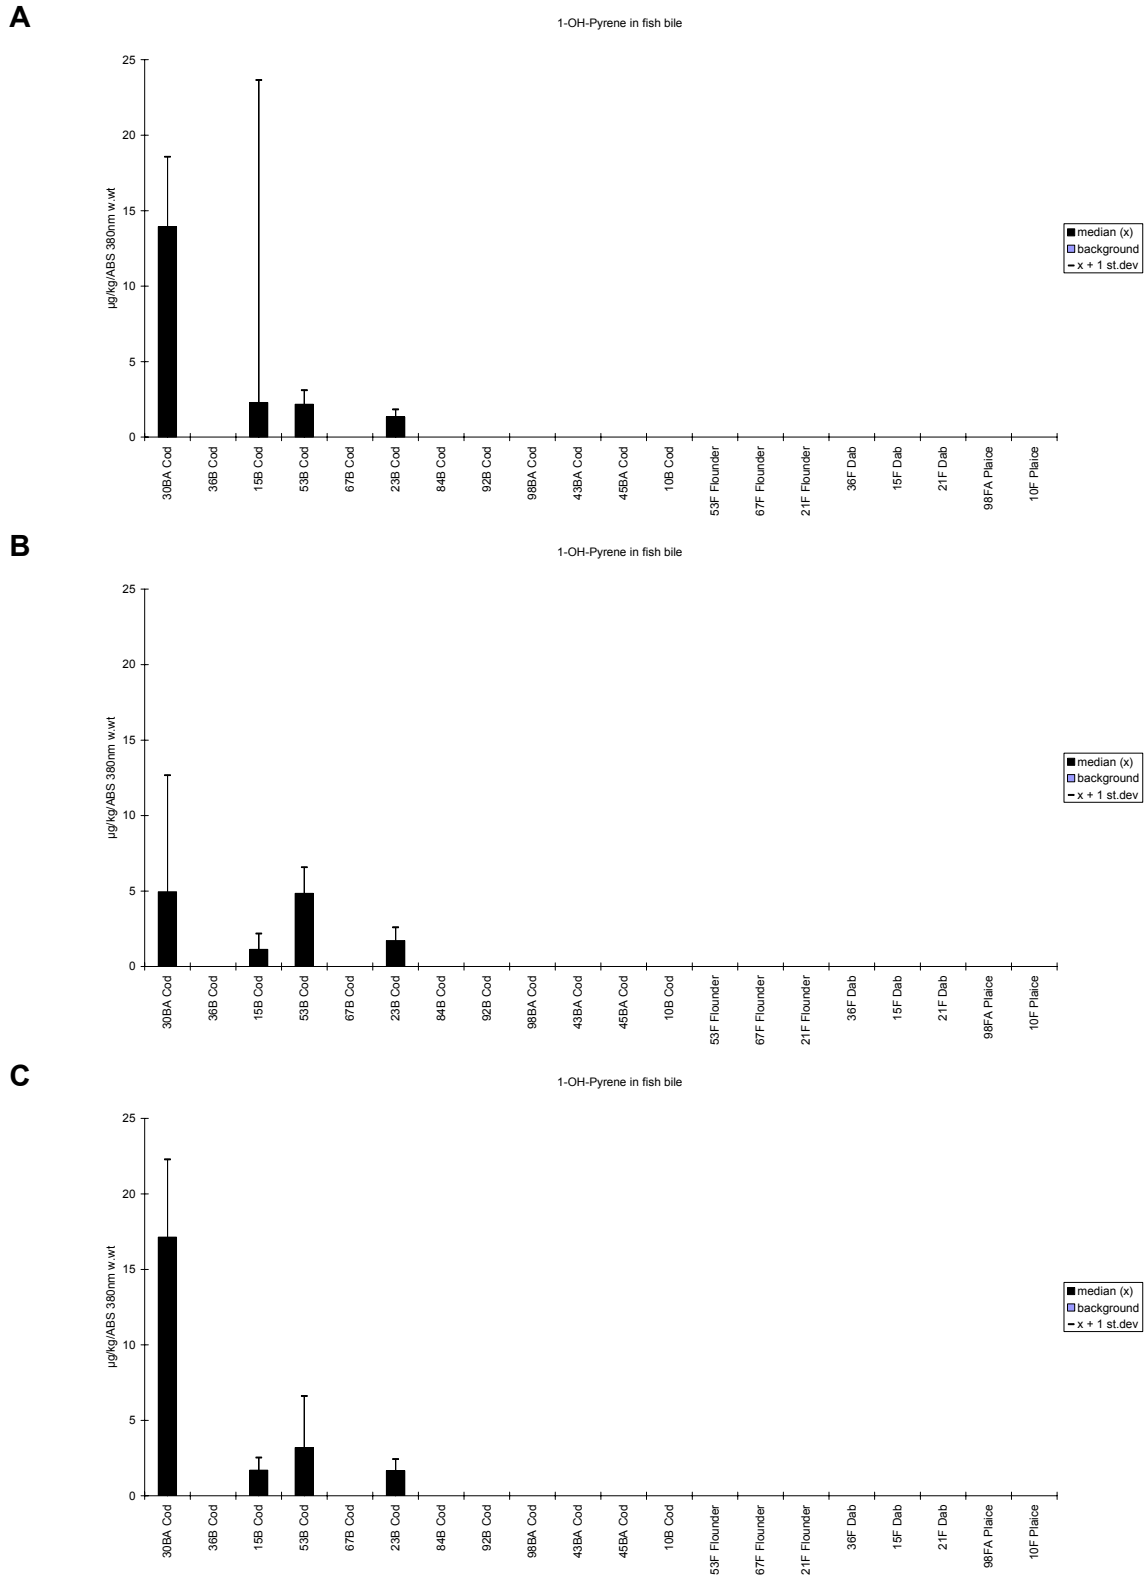 A
1-OH-Pyrene in fish bile
25
20
15
10
5
0
µg/kg/ABS 380nm w.wt
30BA Cod
36B Cod
15B Cod
53B Cod
67B Cod
23B Cod
84B Cod
92B Cod
98BA Cod
43BA Cod
45BA Cod
10B Cod
53F Flounder
67F Flounder
21F Flounder
36F Dab
15F Dab
21F Dab
98FA Plaice
10F Plaice
median (x)
background
x + 1 st.dev
B
1-OH-Pyrene in fish bile
25
20
15
10
5
0
µg/kg/ABS 380nm w.wt
30BA Cod
36B Cod
15B Cod
53B Cod
67B Cod
23B Cod
84B Cod
92B Cod
98BA Cod
43BA Cod
45BA Cod
10B Cod
53F Flounder
67F Flounder
21F Flounder
36F Dab
15F Dab
21F Dab
98FA Plaice
10F Plaice
median (x)
background
x + 1 st.dev
C
1-OH-Pyrene in fish bile
25
20
15
10
5
0
µg/kg/ABS 380nm w.wt
30BA Cod
36B Cod
15B Cod
53B Cod
67B Cod
23B Cod
84B Cod
92B Cod
98BA Cod
43BA Cod
45BA Cod
10B Cod
53F Flounder
67F Flounder
21F Flounder
36F Dab
15F Dab
21F Dab
98FA Plaice
10F Plaice
median (x)
background
x + 1 st.dev